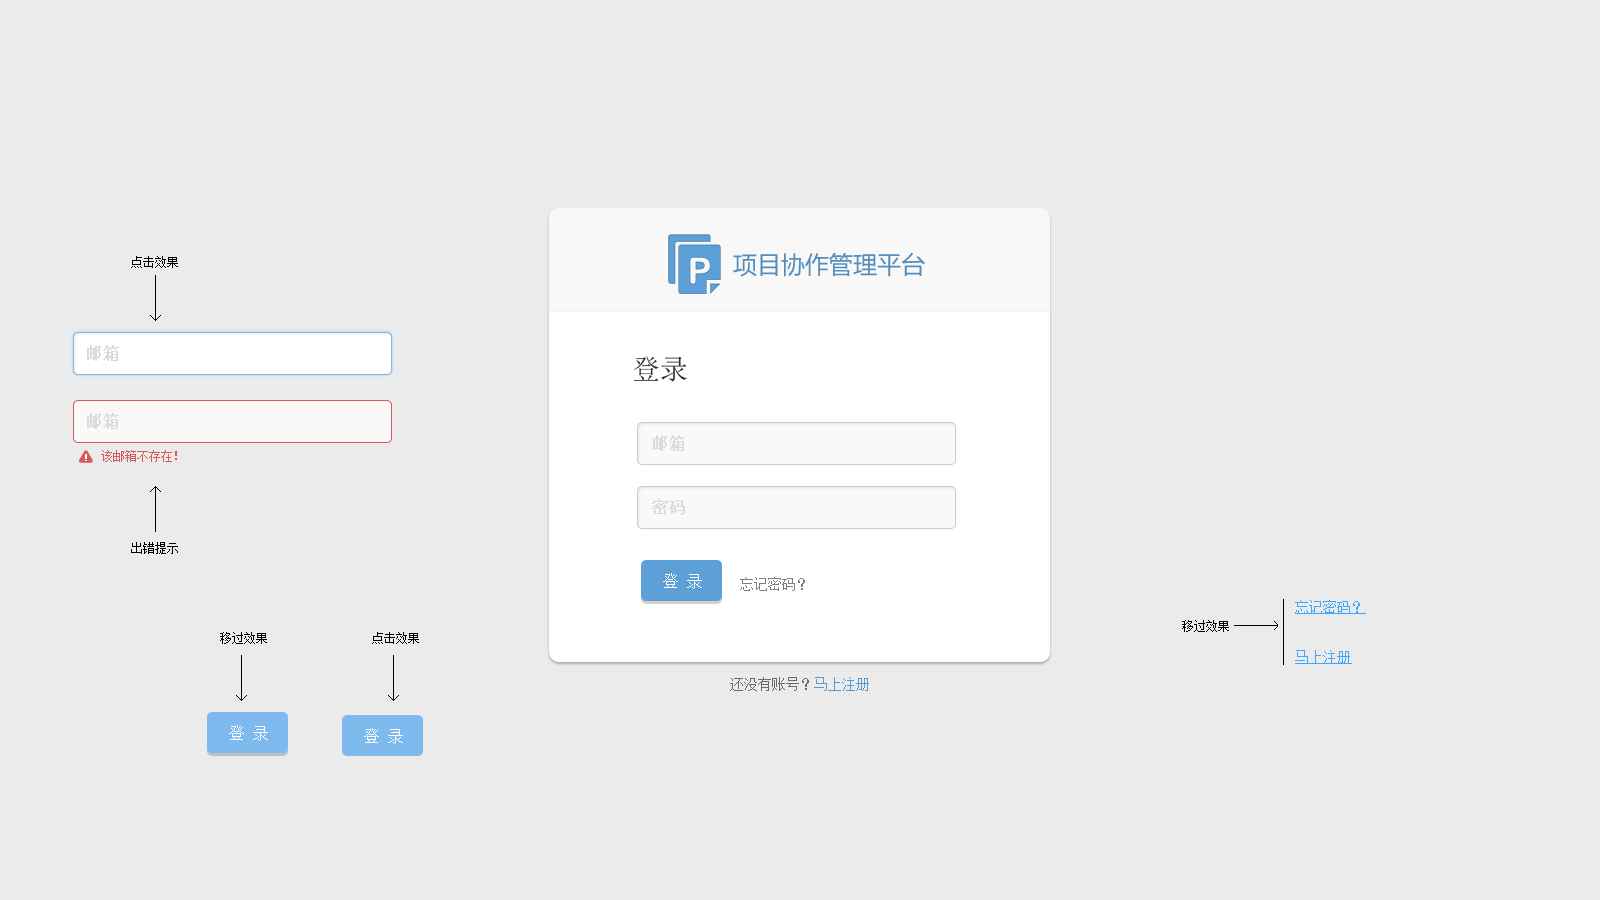 点击效果
邮箱
邮箱
该邮箱不存在!
出错提示
移过效果
点击效果
登 录
登 录
P
项目协作管理平台
登录
邮箱
密码
登 录
忘记密码？
还没有账号？马上注册
移过效果
忘记密码？
马上注册